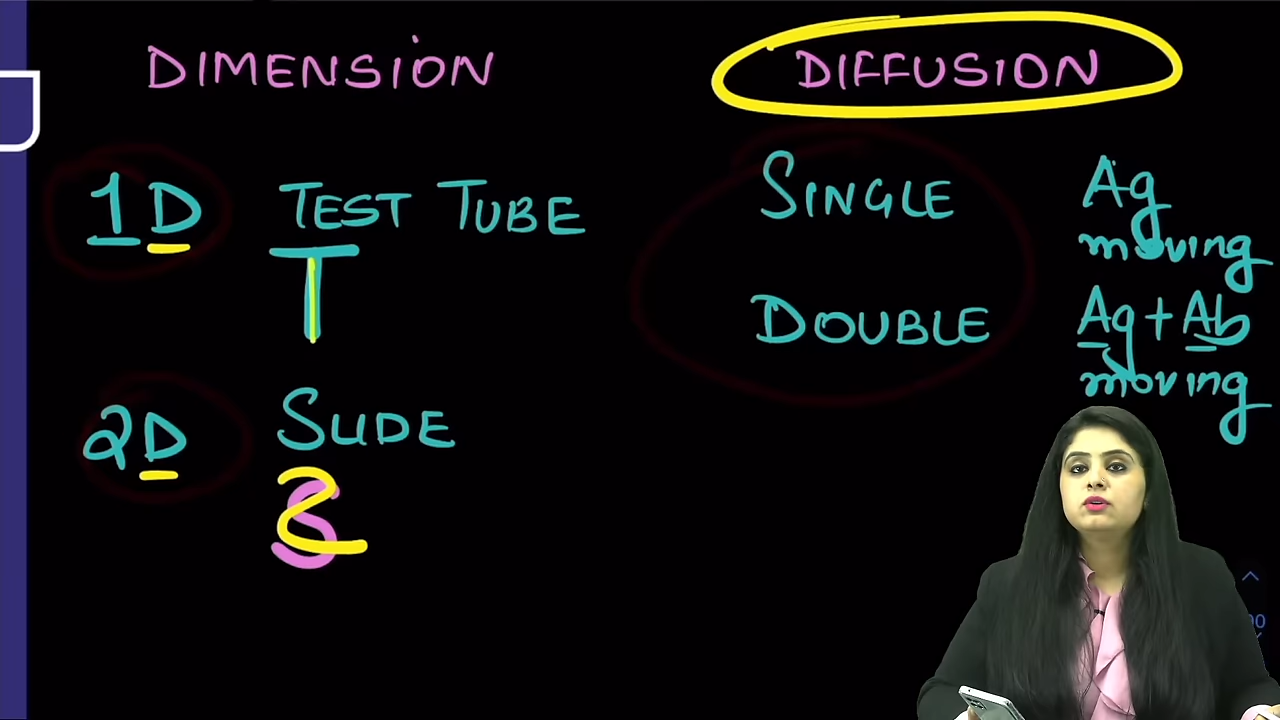 DIMENSION
DIFFUSION
1D TEST TUBE
T
2D SLIDE
S
SINGLE Ag
moving
DOUBLE Ag + Ab
moving